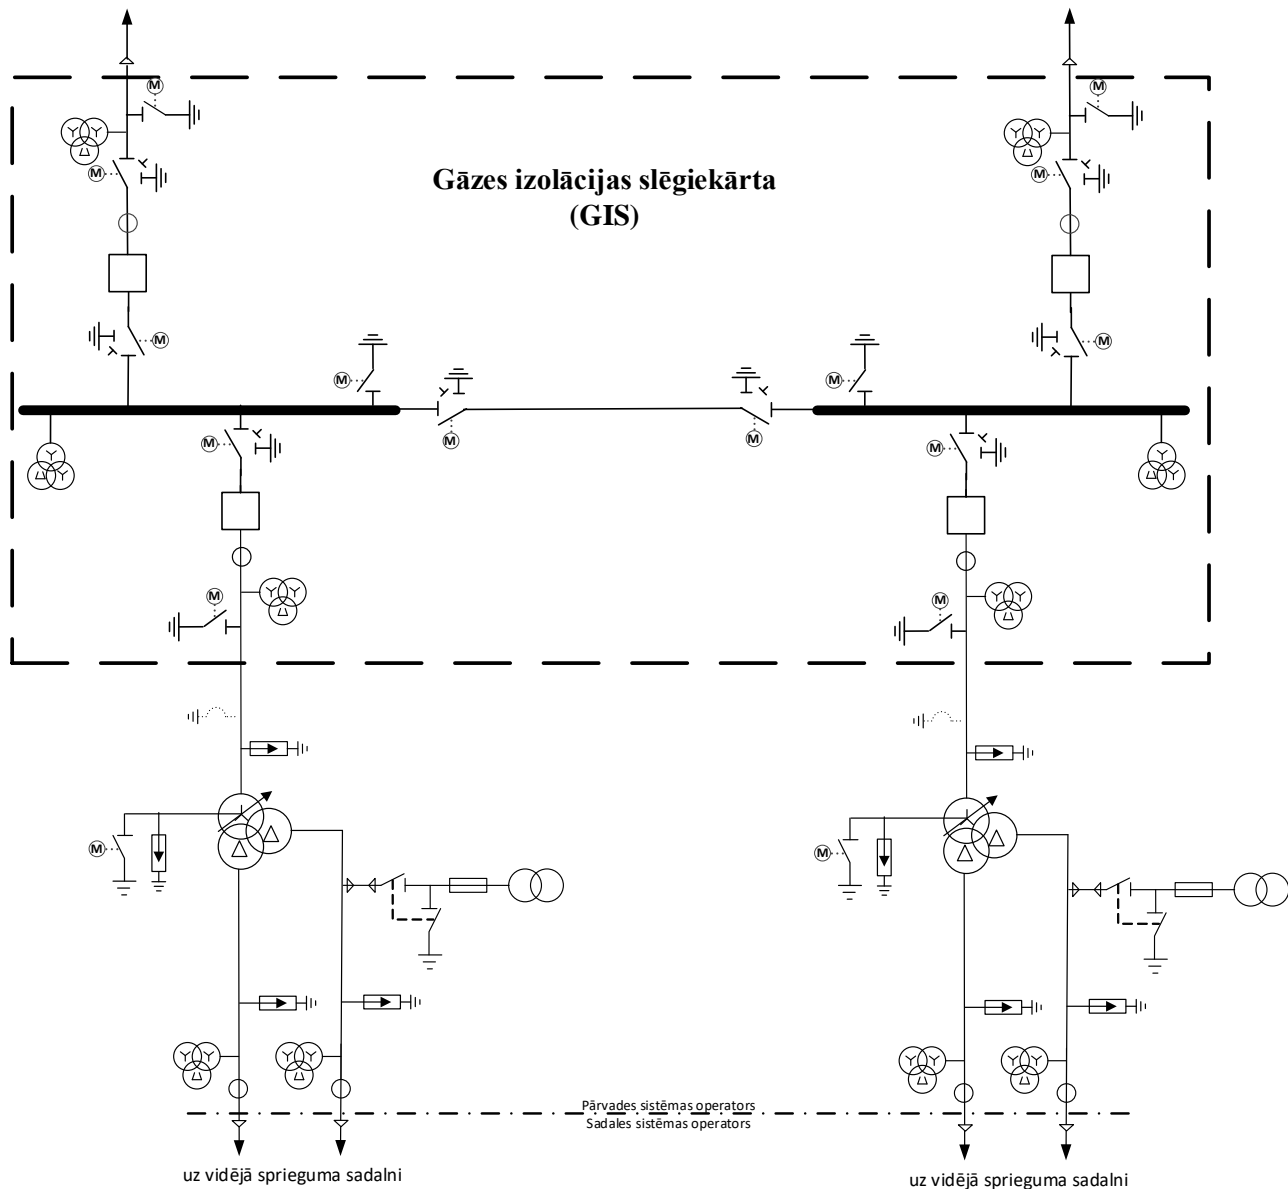 M
M
Gāzes izolācijas slēgiekārta
(GIS)
M
M
M
M
M
M
M
M
M
M
M
M
Pārvades sistēmas operators
Sadales sistēmas operators
M
M
uz vidējā sprieguma sadalni
uz vidējā sprieguma sadalni